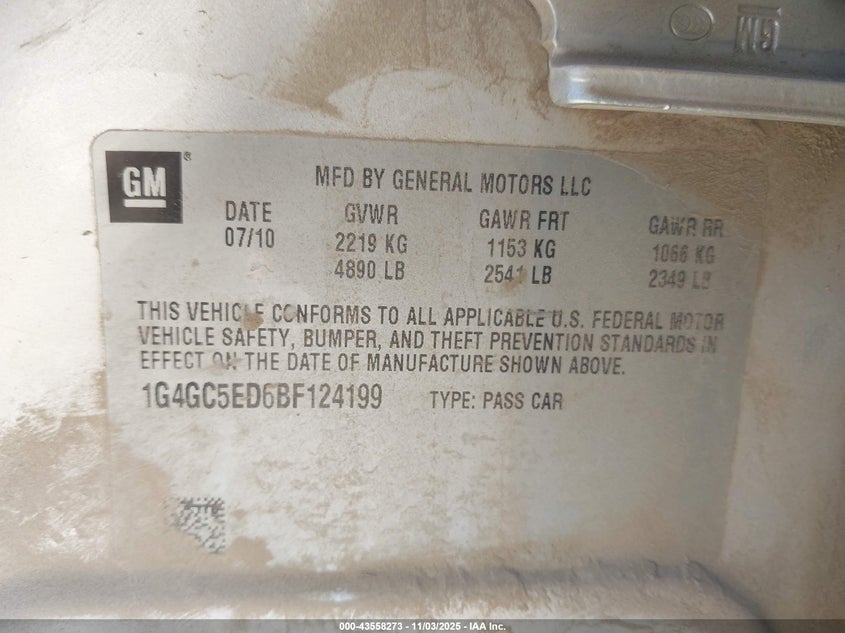 GM
GM ®
MFD BY GENERAL MOTORS LLC
DATE GVWR GAWR FRT GAWR RR
07/10 2219 KG 1153 KG 1066 KG
4890 LB 2541 LB 2349 LB
THIS VEHICLE CONFORMS TO ALL APPLICABLE U.S. FEDERAL MOTOR
VEHICLE SAFETY, BUMPER, AND THEFT PREVENTION STANDARDS IN
EFFECT ON THE DATE OF MANUFACTURE SHOWN ABOVE.
1G4GC5ED6BF124199 TYPE: PASS CAR
000-43558273 - 11/03/2025 - IAA Inc.